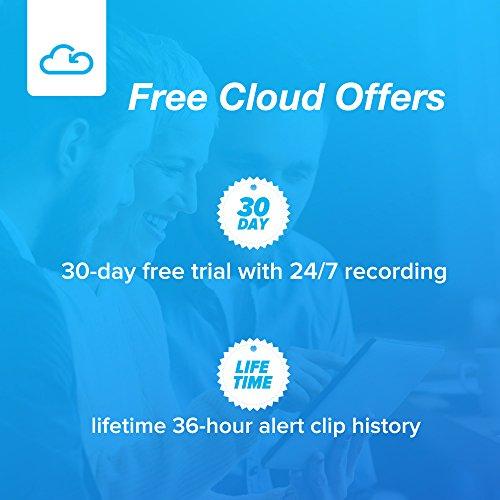 Free Cloud Offers
30
DAY
30-day free trial with 24/7 recording
LIFE
TIME
lifetime 36-hour alert clip history